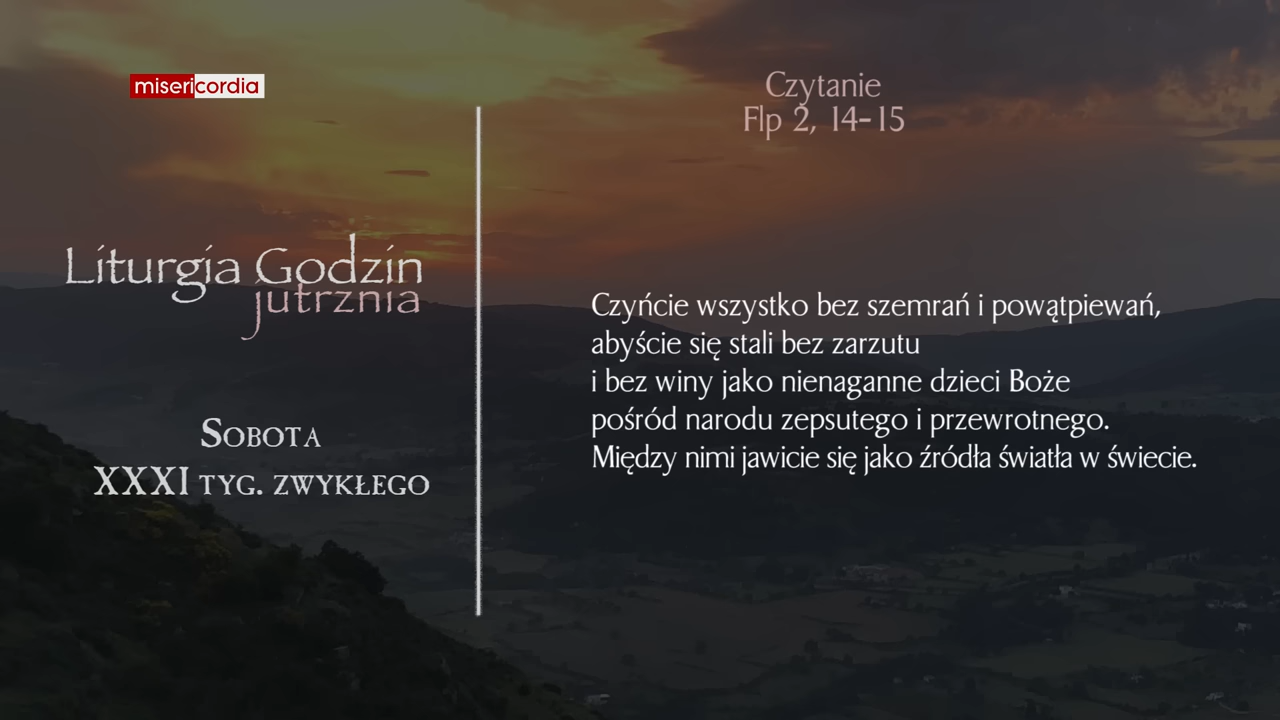 misericordia
Liturgia Godzin
jutrznia
Sobota
XXXI tyg. zwykłego
Czytanie
Flp 2, 14-15
Czyńcie wszystko bez szemrań i powątpiewań,
abyście się stali bez zarzutu
i bez winy jako nienaganne dzieci Boże
pośród narodu zepsutego i przewrotnego.
Między nimi jawicie się jako źródła światła w świecie.